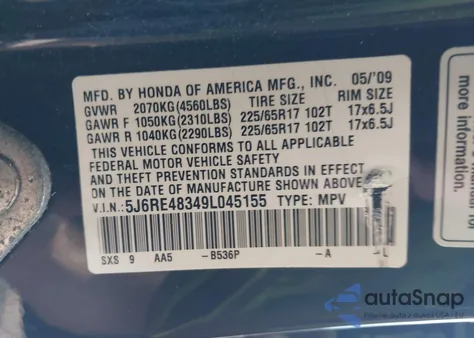 MFD. BY HONDA OF AMERICA MFG., INC. 05/'09
GVWR 2070KG(4560LBS) TIRE SIZE RIM SIZE
GAWR F 1050KG(2310LBS) 225/65R17 102T 17x6.5J
GAWR R 1040KG(2290LBS) 225/65R17 102T 17x6.5J
THIS VEHICLE CONFORMS TO ALL APPLICABLE
FEDERAL MOTOR VEHICLE SAFETY
AND THEFT PREVENTION STANDARDS IN EFFECT
ON THE DATE OF MANUFACTURE SHOWN ABOVE
V.I.N.: 5J6RE48349L045155 TYPE: MPV
SXS 9 AA5 -B536P -A -L
more
autoSnap